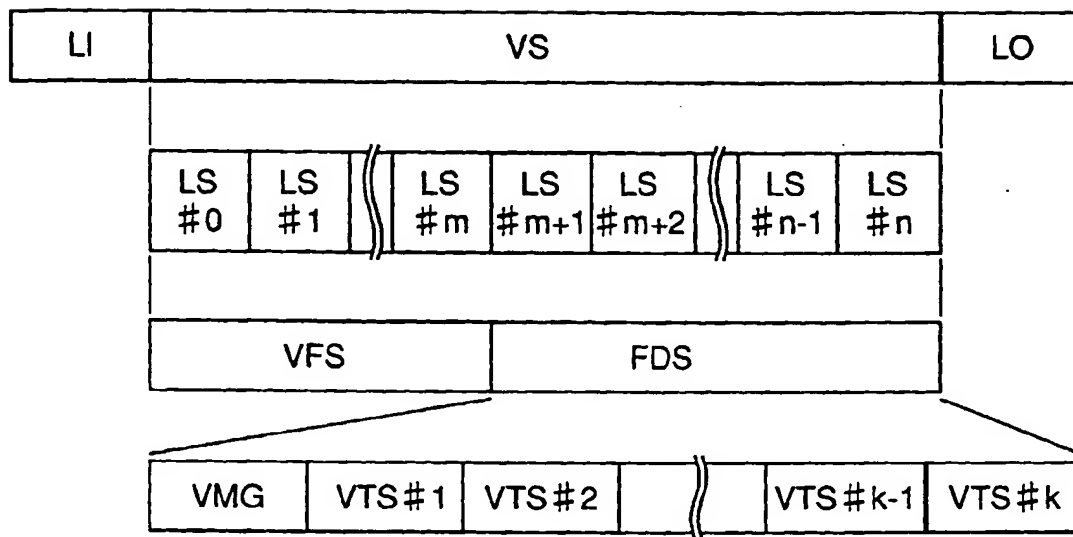 LI VS LO
LS LS LS LS LS LS LS
#0 #1 #m #m+1 #m+2 #n-1 #n
VFS FDS
VMG VTS#1 VTS#2 VTS#k-1 VTS#k